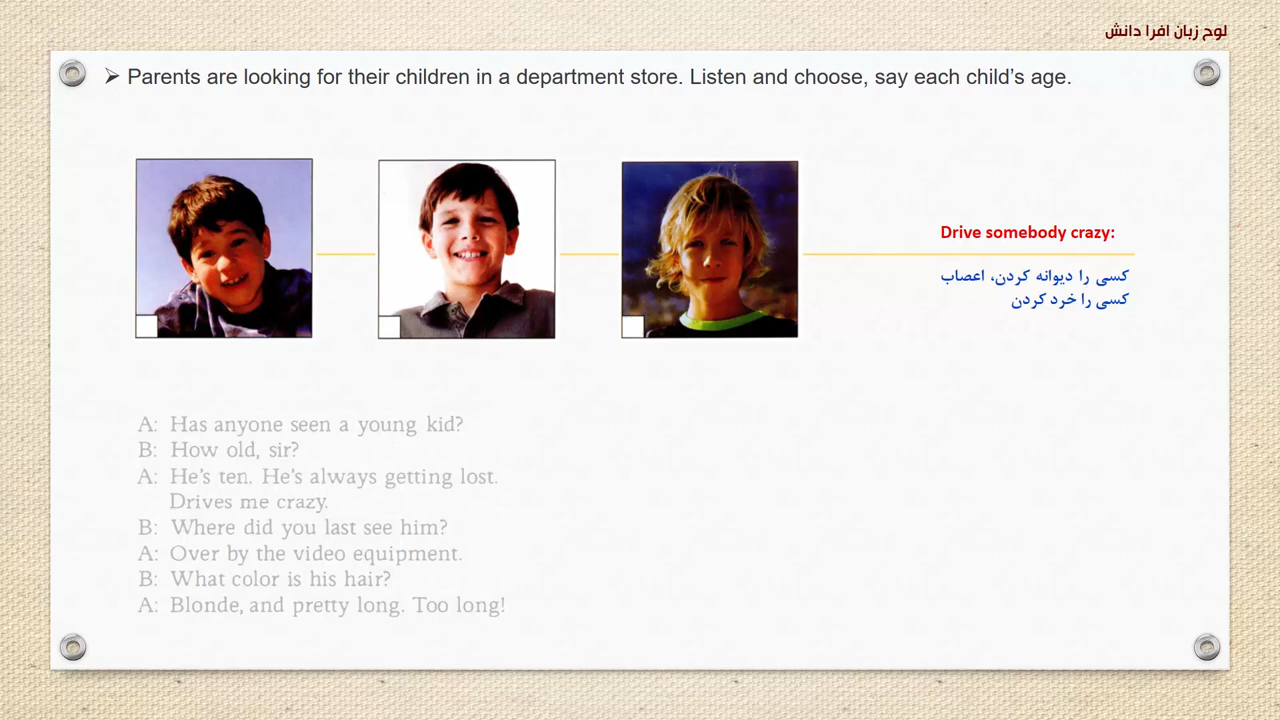 لوح زبان افرا دانش
➢ Parents are looking for their children in a department store. Listen and choose, say each child’s age.
Drive somebody crazy:
کسی را دیوانه کردن، اعصاب
کسی را خرد کردن
A: Has anyone seen a young kid?
B: How old, sir?
A: He's ten. He's always getting lost.
Drives me crazy.
B: Where did you last see him?
A: Over by the video equipment.
B: What color is his hair?
A: Blonde, and pretty long. Too long!